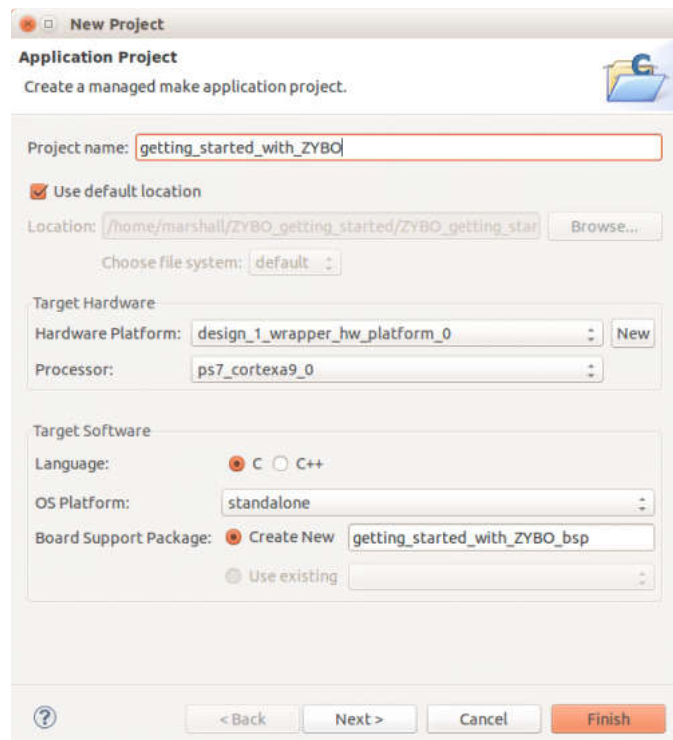 New Project
Application Project
Create a managed make application project.
Project name: getting_started_with_ZYBO
Use default location
Location: /home/marshall/ZYBO_getting_started/ZYBO_getting_star Browse...
Choose file system: default
Target Hardware
Hardware Platform: design_1_wrapper_hw_platform_0 New
Processor: ps7_cortexa9_0
Target Software
Language: C C++
OS Platform: standalone
Board Support Package: Create New getting_started_with_ZYBO_bsp
Use existing
? < Back Next > Cancel Finish